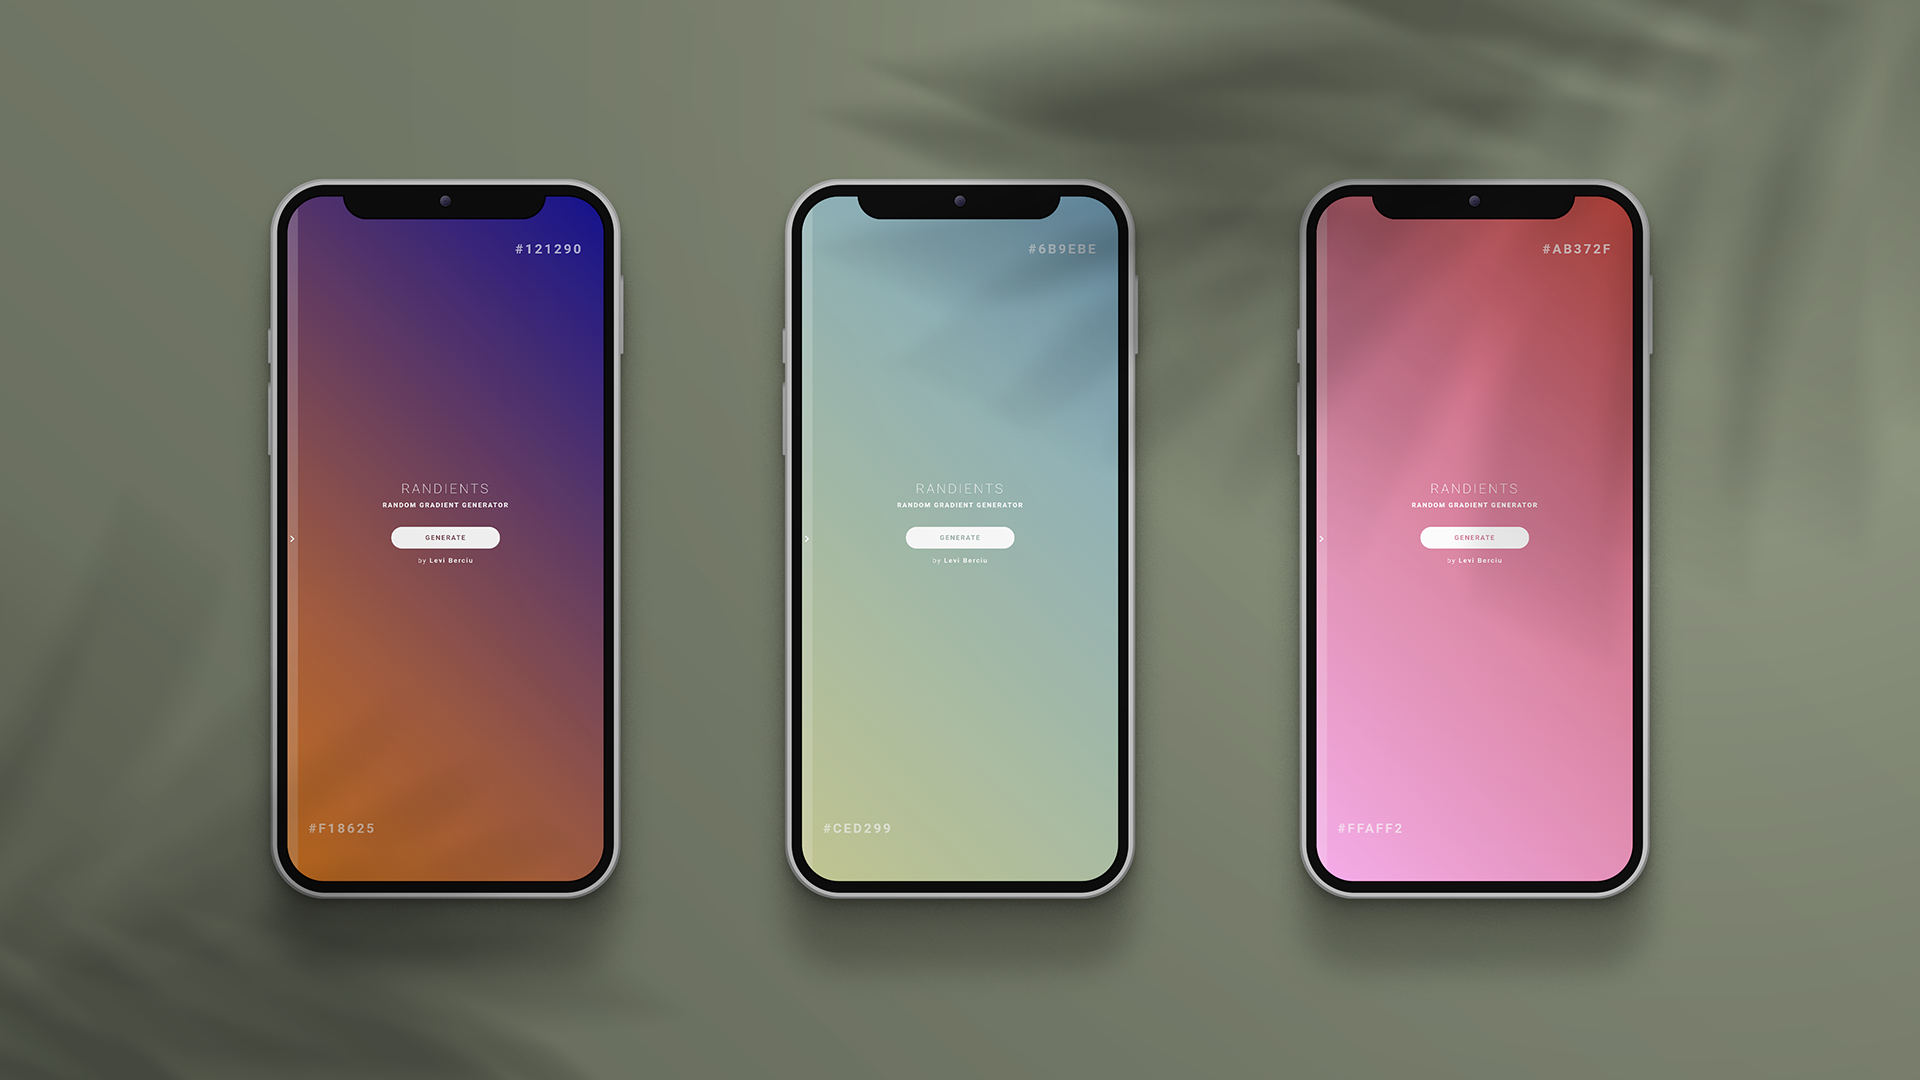 #121290
RANDIENTS
RANDOM GRADIENT GENERATOR
GENERATE
by Levi Berciu
#F18625
#6B9EBE
RANDIENTS
RANDOM GRADIENT GENERATOR
GENERATE
by Levi Berciu
#CED299
#AB372F
RANDIENTS
RANDOM GRADIENT GENERATOR
GENERATE
by Levi Berciu
#FFAFF2